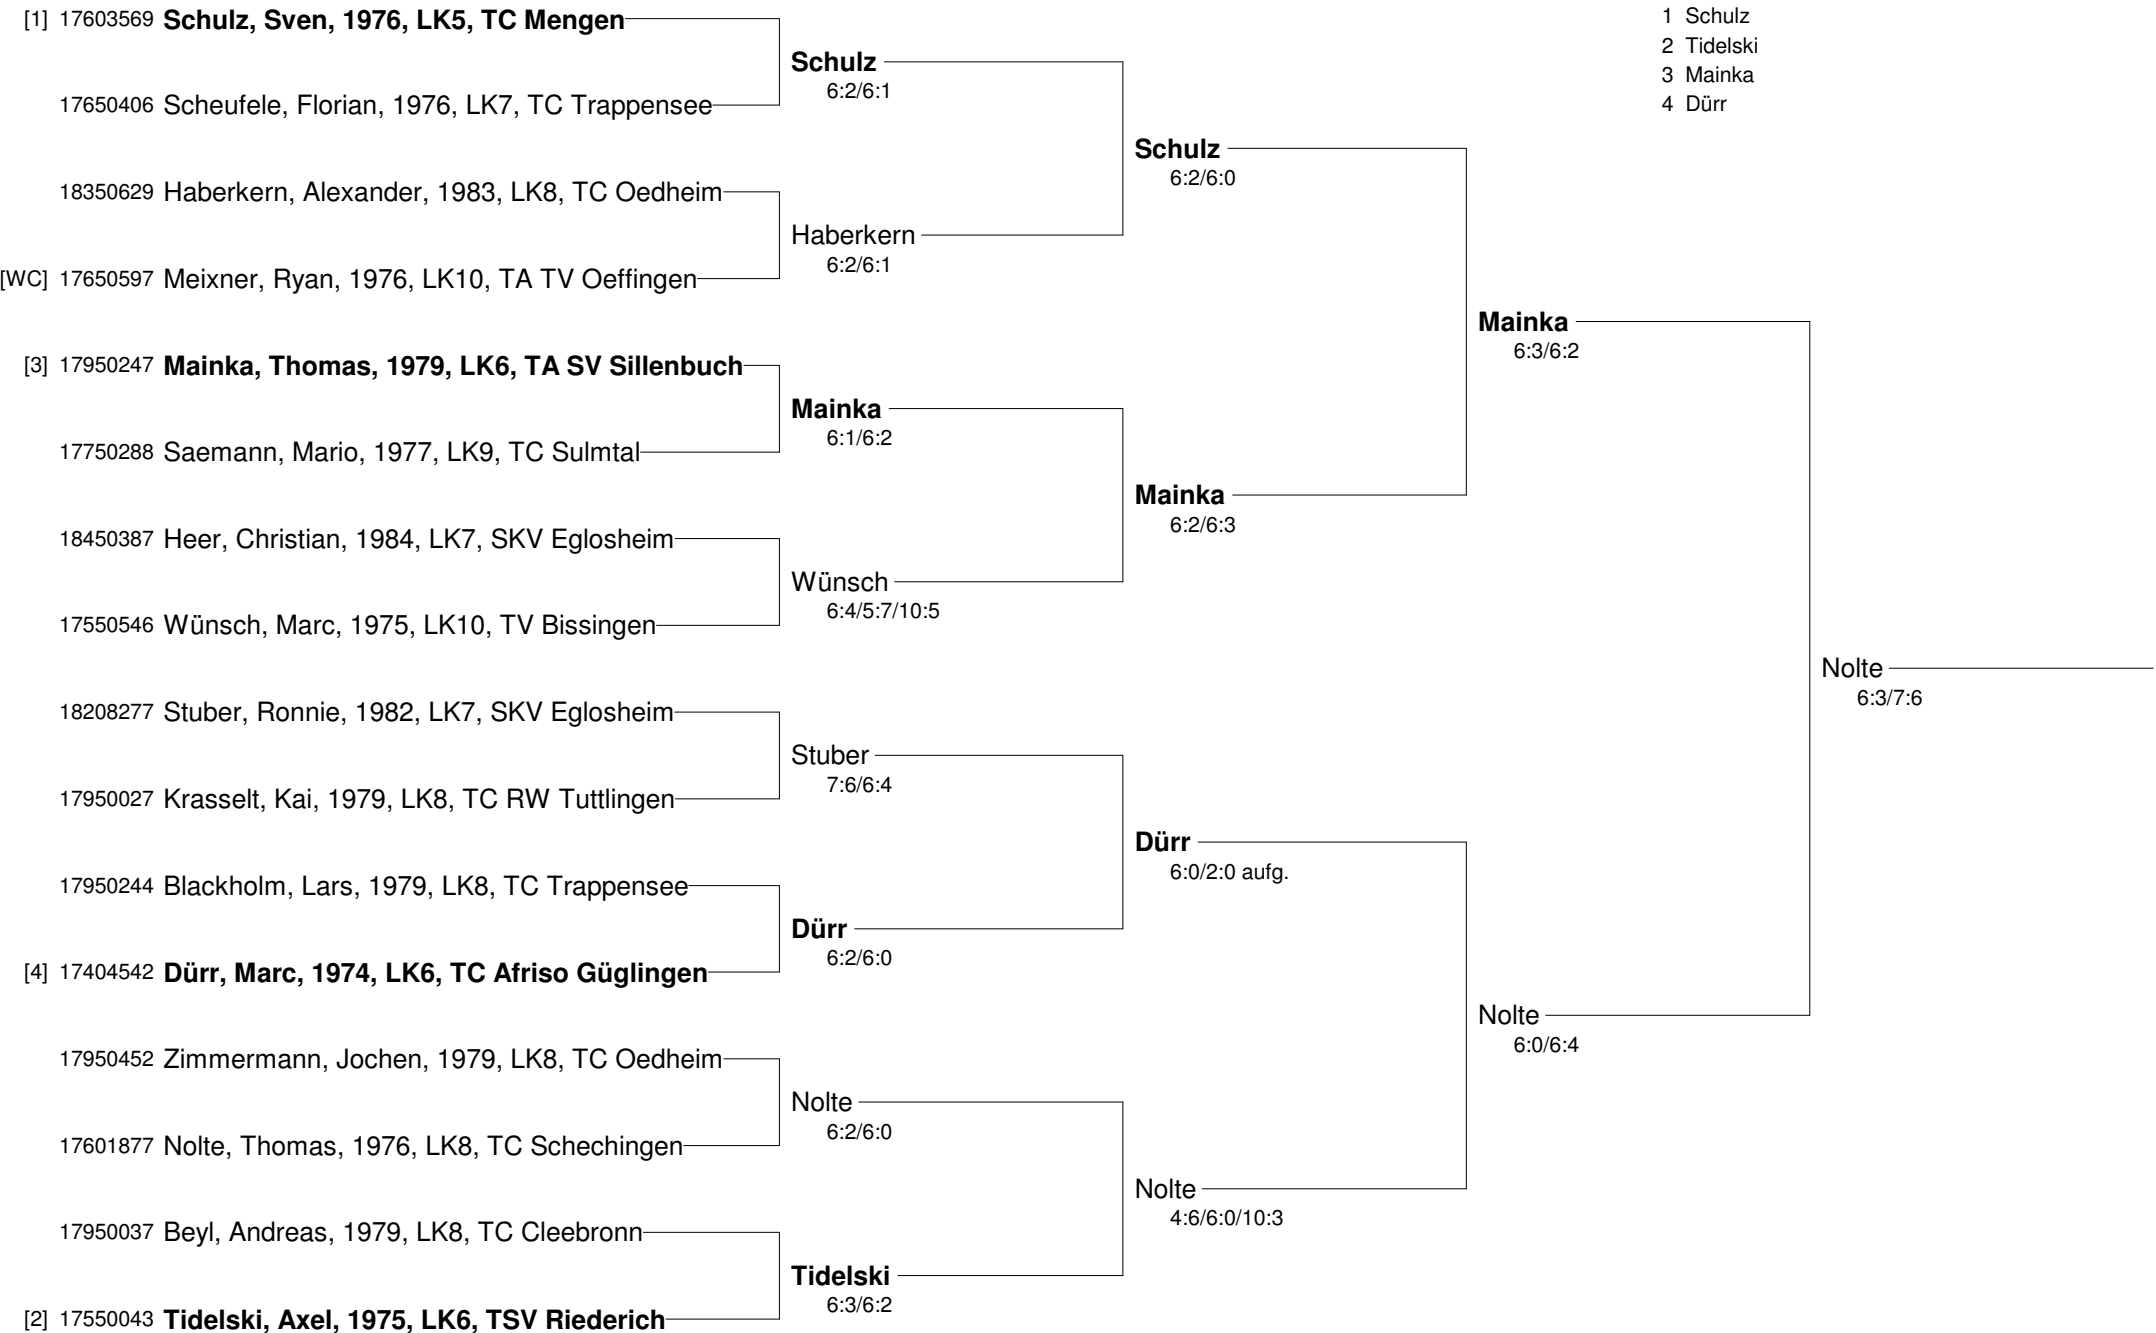 [1] 17603569 Schulz, Sven, 1976, LK5, TC Mengen
17650406 Scheufele, Florian, 1976, LK7, TC Trappensee
18350629 Haberkern, Alexander, 1983, LK8, TC Oedheim
[WC] 17650597 Meixner, Ryan, 1976, LK10, TA TV Oeffingen
[3] 17950247 Mainka, Thomas, 1979, LK6, TA SV Sillenbuch
17750288 Saemann, Mario, 1977, LK9, TC Sulmtal
18450387 Heer, Christian, 1984, LK7, SKV Eglosheim
17550546 Wünsch, Marc, 1975, LK10, TV Bissingen
18208277 Stuber, Ronnie, 1982, LK7, SKV Eglosheim
17950027 Krasselt, Kai, 1979, LK8, TC RW Tuttlingen
17950244 Blackholm, Lars, 1979, LK8, TC Trappensee
[4] 17404542 Dürr, Marc, 1974, LK6, TC Afriso Güglingen
17950452 Zimmermann, Jochen, 1979, LK8, TC Oedheim
17601877 Nolte, Thomas, 1976, LK8, TC Schechingen
17950037 Beyl, Andreas, 1979, LK8, TC Cleebronn
[2] 17550043 Tidelski, Axel, 1975, LK6, TSV Riederich
Schulz
6:2/6:1
Haberkern
6:2/6:1
Mainka
6:1/6:2
Wünsch
6:4/5:7/10:5
Stuber
7:6/6:4
Dürr
6:2/6:0
Nolte
6:2/6:0
Tidelski
6:3/6:2
Schulz
6:2/6:0
Mainka
6:2/6:3
Dürr
6:0/2:0 aufg.
Nolte
4:6/6:0/10:3
Mainka
6:3/6:2
Nolte
6:0/6:4
Nolte
6:3/7:6
1 Schulz
2 Tidelski
3 Mainka
4 Dürr